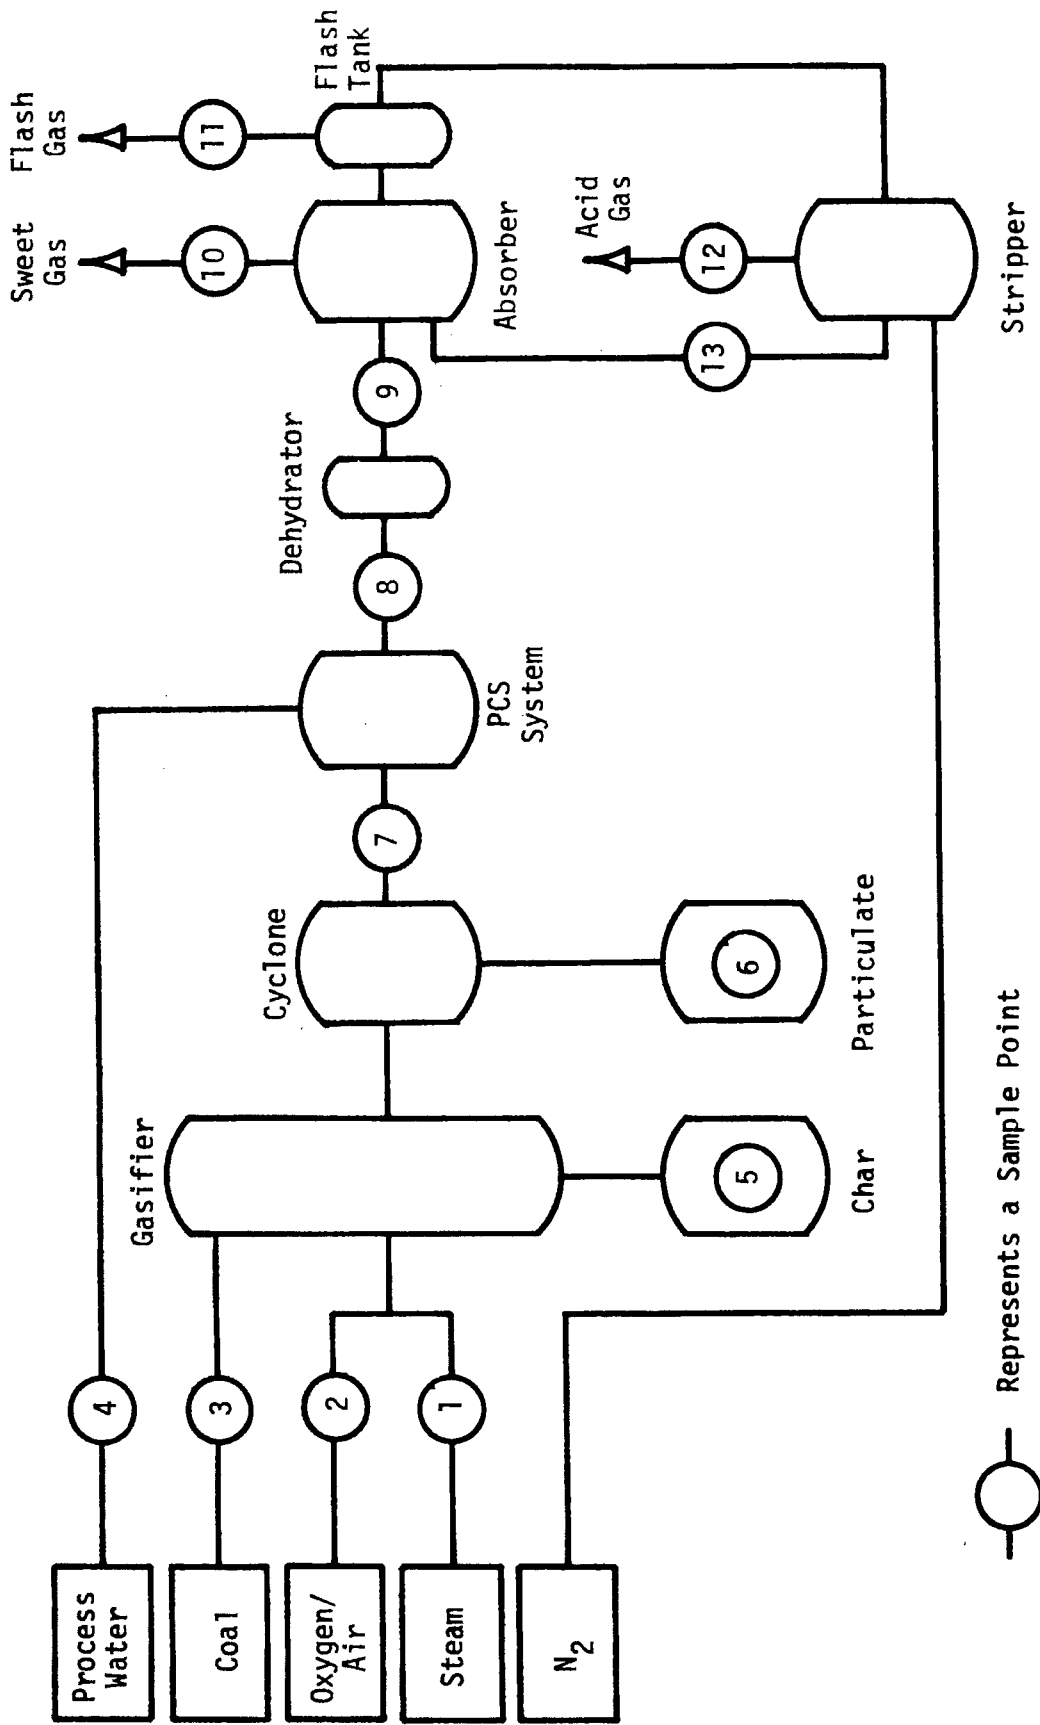 Process
Water
4
Coal
3
Oxygen/
Air
2
Steam
1
N2
Gasifier
5
Char
Cyclone
6
Particulate
7
PCS
System
8
Dehydrator
9
Absorber
10
Sweet
Gas
11
Flash
Gas
Flash
Tank
12
Acid
Gas
13
Stripper
Represents a Sample Point